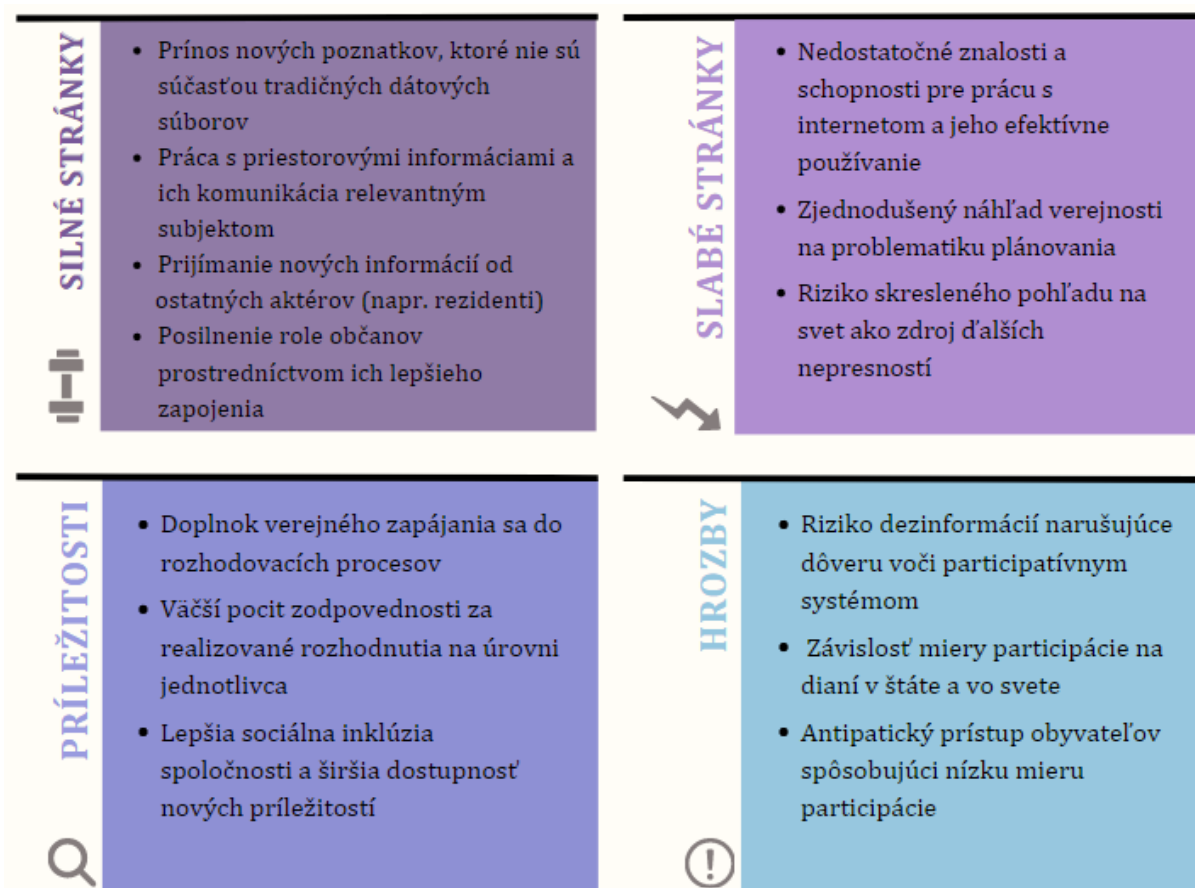 SILNÉ STRÁNKY
• Prínos nových poznatkov, ktoré nie sú
súčasťou tradičných dátových
súborov
• Práca s priestorovými informáciami a
ich komunikácia relevantným
subjektom
• Prijímanie nových informácií od
ostatných aktérov (napr. rezidenti)
• Posilnenie role občanov
prostredníctvom ich lepšieho
zapojenia
SLABÉ STRÁNKY
• Nedostatočné znalosti a
schopnosti pre prácu s
internetom a jeho efektívne
používanie
• Zjednodušený náhľad verejnosti
na problematiku plánovania
• Riziko skresleného pohľadu na
svet ako zdroj ďalších
nepresností
PRÍLEŽITOSTI
• Doplnok verejného zapájania sa do
rozhodovacích procesov
• Väčší pocit zodpovednosti za
realizované rozhodnutia na úrovni
jednotlivca
• Lepšia sociálna inklúzia
spoločnosti a širšia dostupnosť
nových príležitostí
HROZBY
• Riziko dezinformácií narušujúce
dôveru voči participatívnym
systémom
• Závislosť miery participácie na
dianí v štáte a vo svete
• Antipatický prístup obyvateľov
spôsobujúci nízku mieru
participácie